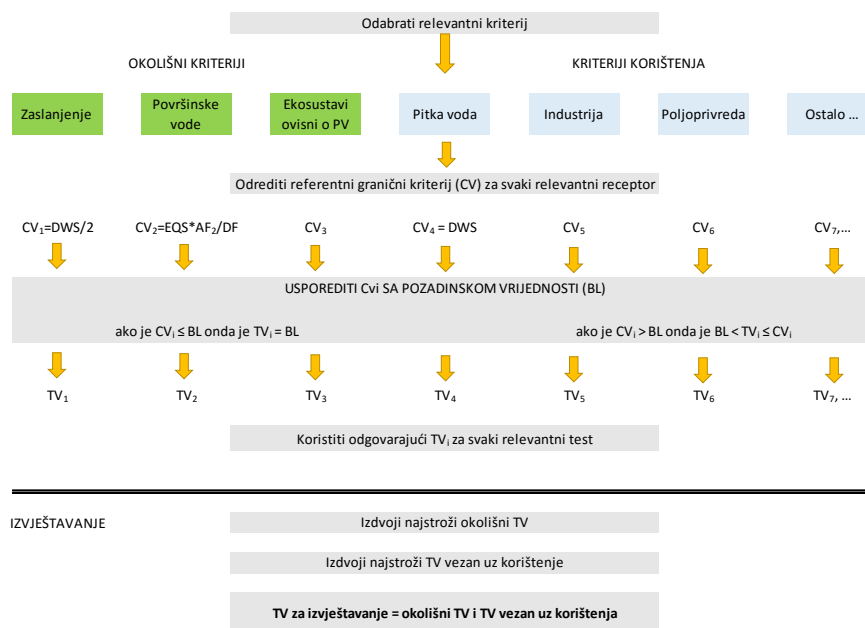 Odabrati relevantni kriterij
OKOLIŠNI KRITERIJI
KRITERIJI KORIŠTENJA
Zaslanjenje
Površinske
vode
Ekosustavi
ovisni o PV
Pitka voda
Industrija
Poljoprivreda
Ostalo ...
Odrediti referentni granični kriterij (CV) za svaki relevantni receptor
CV₁=DWS/2
CV₂=EQS*AF₂/DF
CV₃
CV₄ = DWS
CV₅
CV₆
CV₇,...
USPOREDITI Cvi SA POZADINSKOM VRIJEDNOSTI (BL)
ako je CVᵢ ≤ BL onda je TVᵢ = BL
ako je CVᵢ > BL onda je BL < TVᵢ ≤ CVᵢ
TV₁
TV₂
TV₃
TV₄
TV₅
TV₆
TV₇, ...
Koristiti odgovarajući TVᵢ za svaki relevantni test
IZVJEŠTAVANJE
Izdvoji najstroži okolišni TV
Izdvoji najstroži TV vezan uz korištenje
TV za izvještavanje = okolišni TV i TV vezan uz korištenja